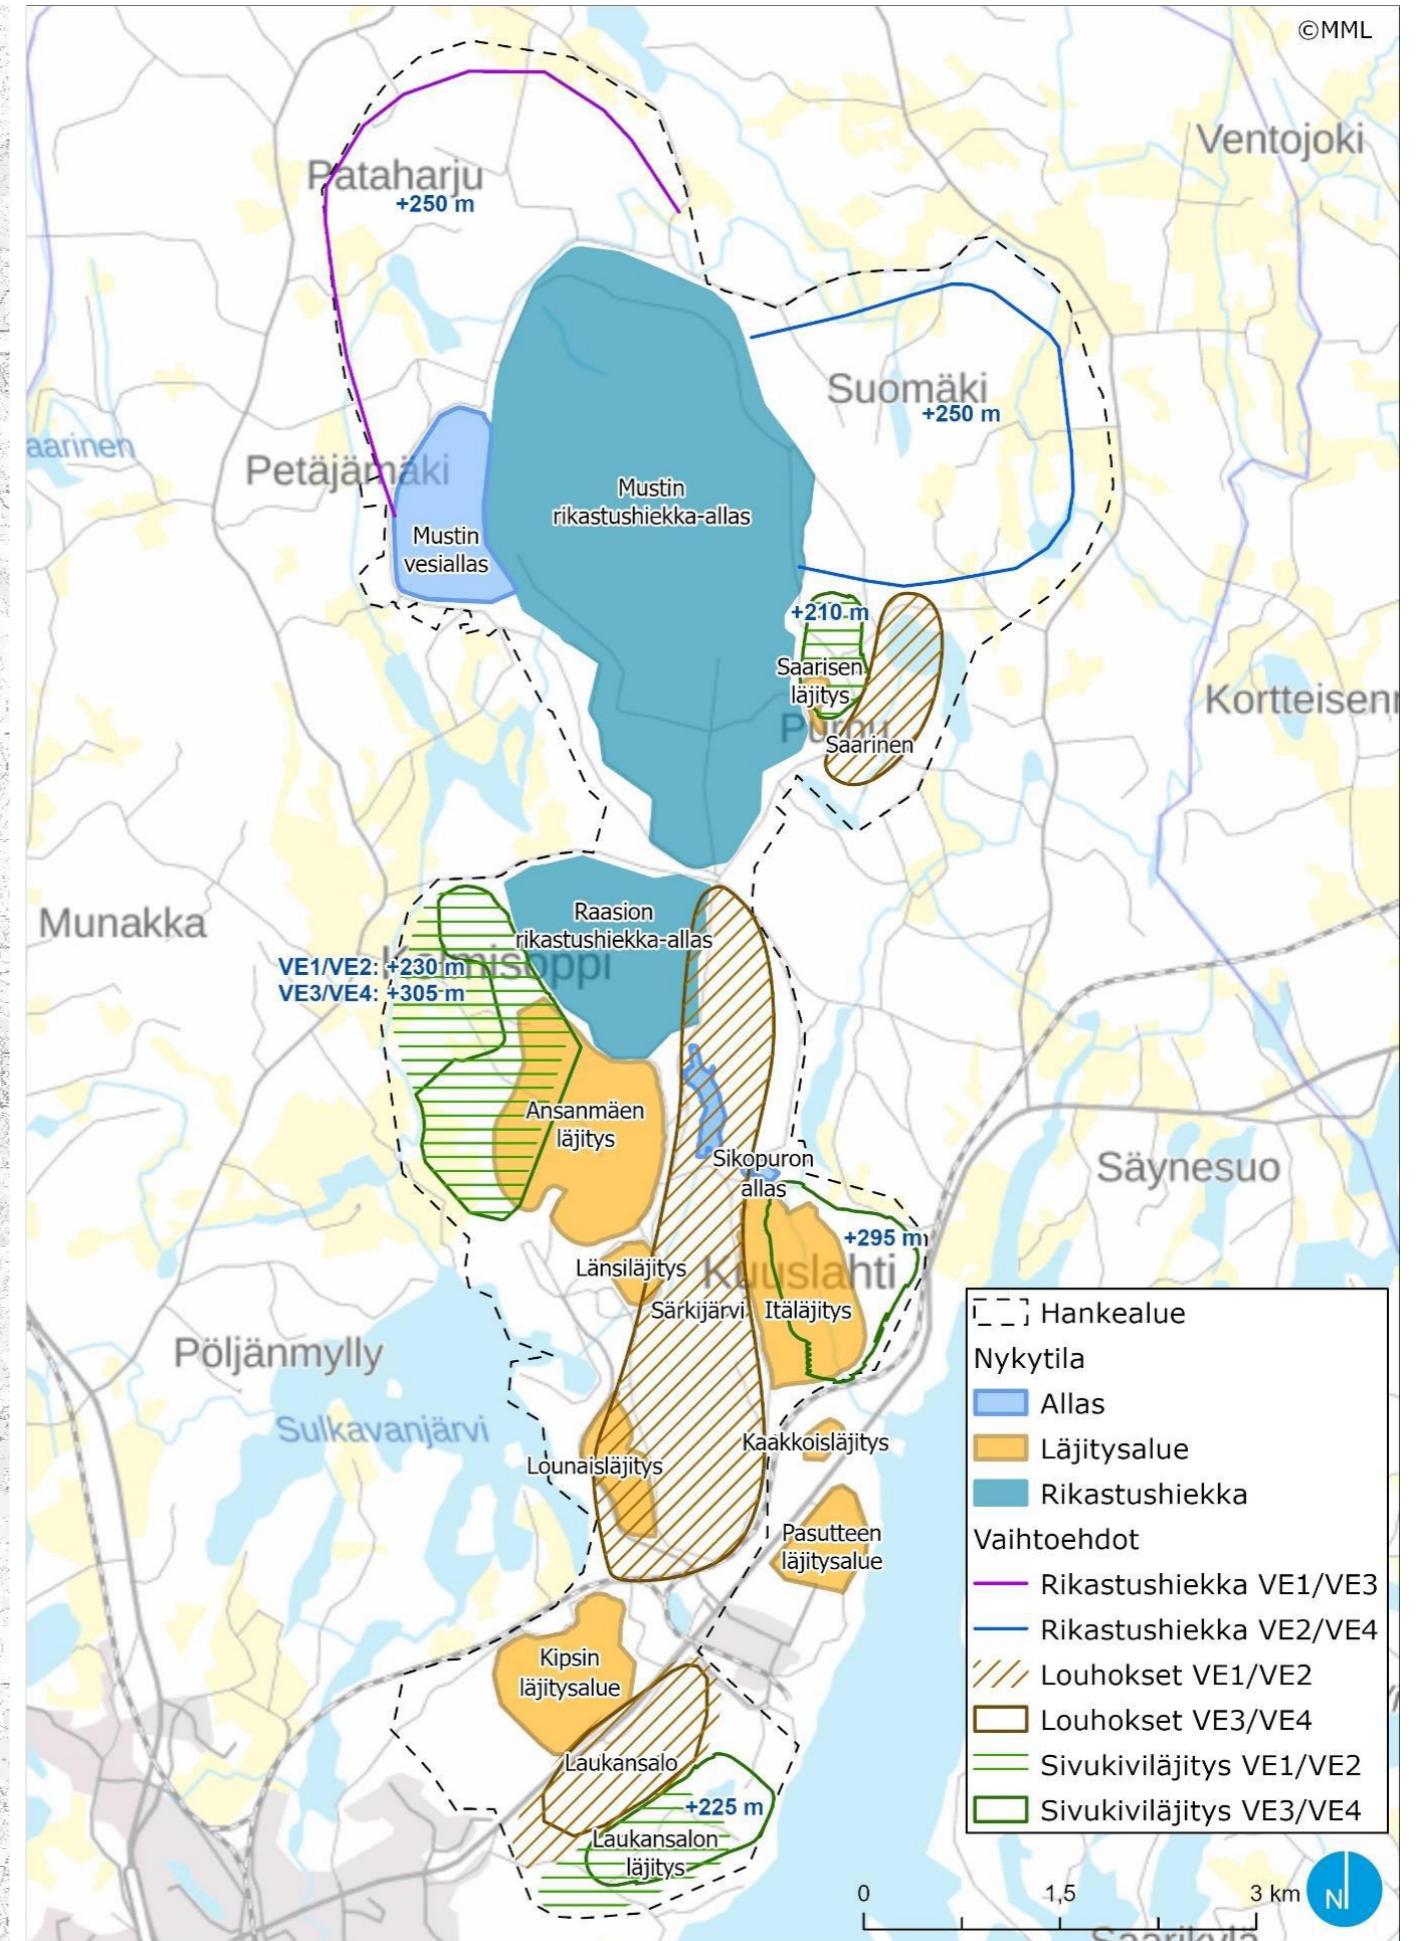 ©MML
Ventojoki
Pataharju
+250 m
Suomäki
+250 m
aarinen
Petäjämäki
Mustin
rikastushiekka-allas
Mustin
vesiallas
+210 m
Saarisen
läjitys
Purnu
Saarinen
Kortteisenr
Munakka
Raasion
rikastushiekka-allas
Kolmisoppi
VE1/VE2: +230 m
VE3/VE4: +305 m
Ansanmäen
läjitys
Sikopuron
allas
Säynesuo
+295 m
Länsiläjitys
Kuuslahti
Särkijärvi
Itäläjitys
Pöljänmylly
Sulkavanjärvi
Kaakkoisläjitys
Lounaisläjitys
Pasutteen
läjitysalue
Kipsin
läjitysalue
Laukansalo
+225 m
Laukansalon
läjitys
Hankealue
Nykytila
Allas
Läjitysalue
Rikastushiekka
Vaihtoehdot
Rikastushiekka VE1/VE3
Rikastushiekka VE2/VE4
Louhokset VE1/VE2
Louhokset VE3/VE4
Sivukiviläjitys VE1/VE2
Sivukiviläjitys VE3/VE4
0 1,5 3 km
N
Saarikylä